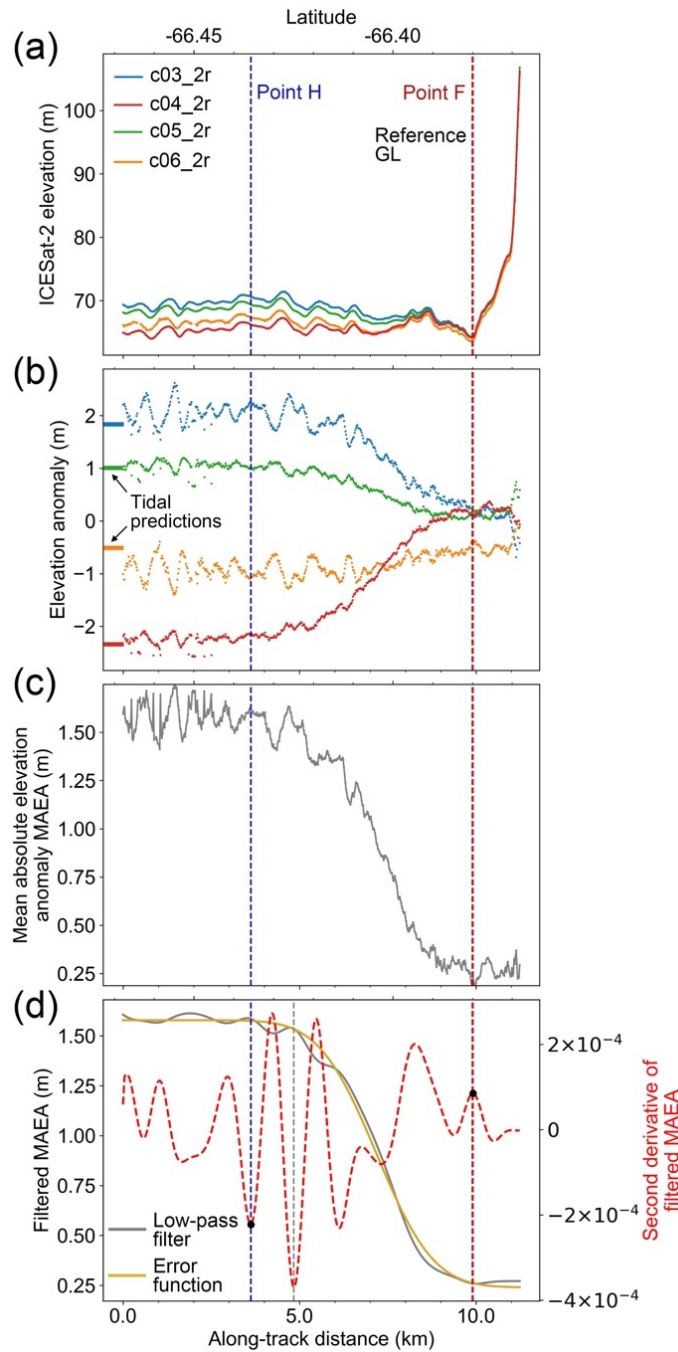 Latitude
-66.45
-66.40
(a)
c03_2r
c04_2r
c05_2r
c06_2r
Point H
Point F
Reference
GL
ICESat-2 elevation (m)
100
90
80
70
(b)
Elevation anomaly (m)
2
1
0
−1
−2
Tidal
predictions
(c)
Mean absolute elevation
anomaly MAEA (m)
1.50
1.25
1.00
0.75
0.50
0.25
(d)
Filtered MAEA (m)
1.50
1.25
1.00
0.75
0.50
0.25
Low-pass
filter
Error
function
2×10⁻⁴
0
−2×10⁻⁴
−4×10⁻⁴
Second derivative of
filtered MAEA
0.0
5.0
10.0
Along-track distance (km)